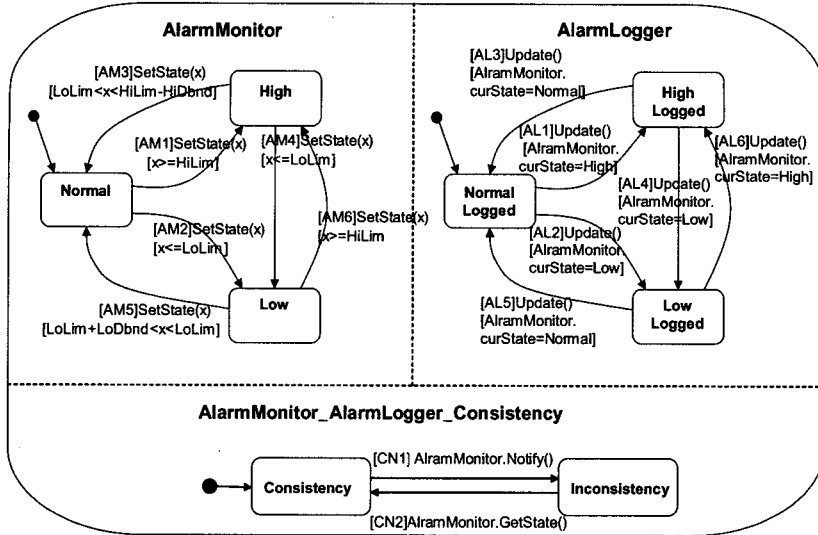 AlarmMonitor
[AM3]SetState(x)
[LoLim<x<HiLim-HiDbnd]
High
[AM1]SetState(x)
[x>=HiLim]
[AM4]SetState(x)
[x<=LoLim]
Normal
[AM2]SetState(x)
[x<=LoLim]
[AM6]SetState(x)
[x>=HiLim
Low
[AM5]SetState(x)
[LoLim+LoDbnd<x<LoLim]
AlarmLogger
[AL3]Update()
[AlramMonitor.
curState=Normal]
High
Logged
[AL1]Update()
[AlramMonitor.
curState=High]
[AL6]Update()
[AlramMonitor.
curState=High]
[AL4]Update()
[AlramMonitor.
curState=Low]
Normal
Logged
[AL2]Update()
[AlramMonitor.
curState=Low]
Low
Logged
[AL5]Update()
[AlramMonitor.
curState=Normal]
AlarmMonitor_AlarmLogger_Consistency
[CN1] AlramMonitor.Notify()
Consistency
Inconsistency
[CN2]AlramMonitor.GetState()